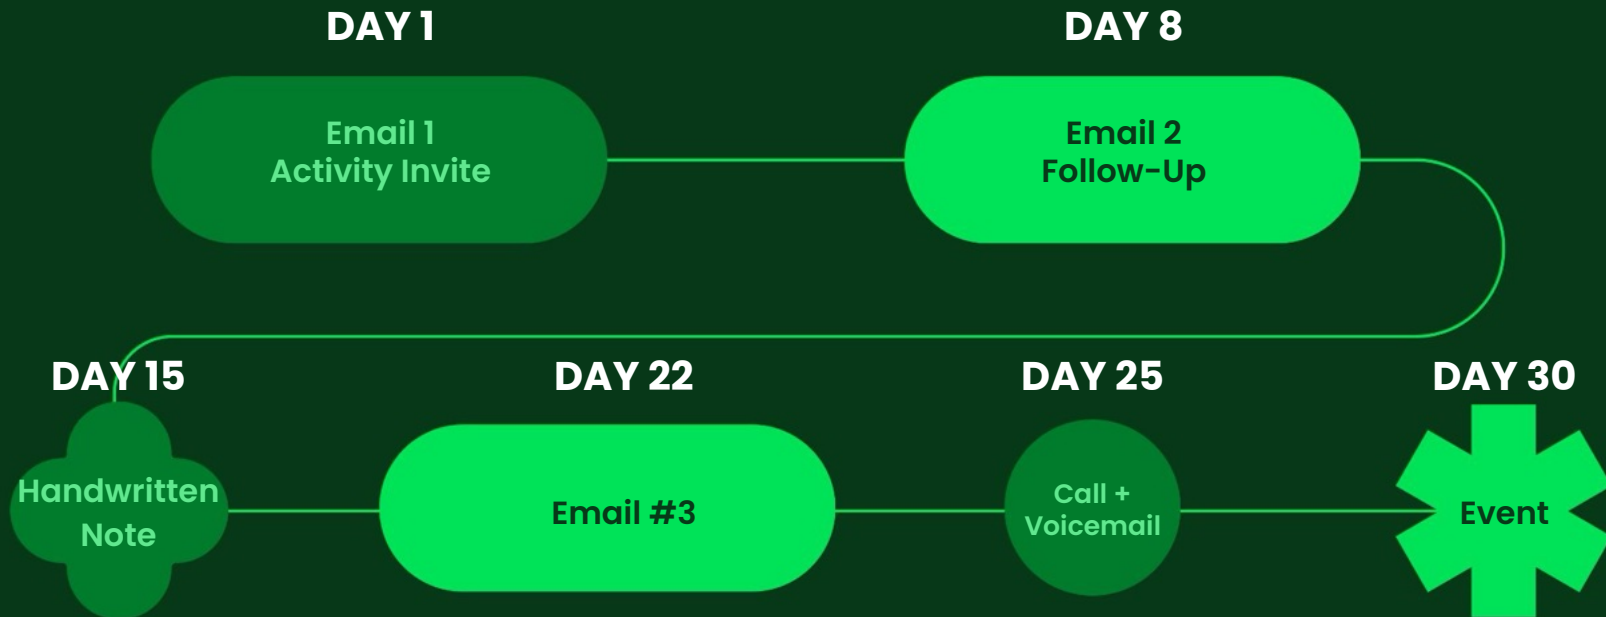 DAY 1
Email 1
Activity Invite
DAY 8
Email 2
Follow-Up
DAY 15
Handwritten
Note
DAY 22
Email #3
DAY 25
Call +
Voicemail
DAY 30
Event